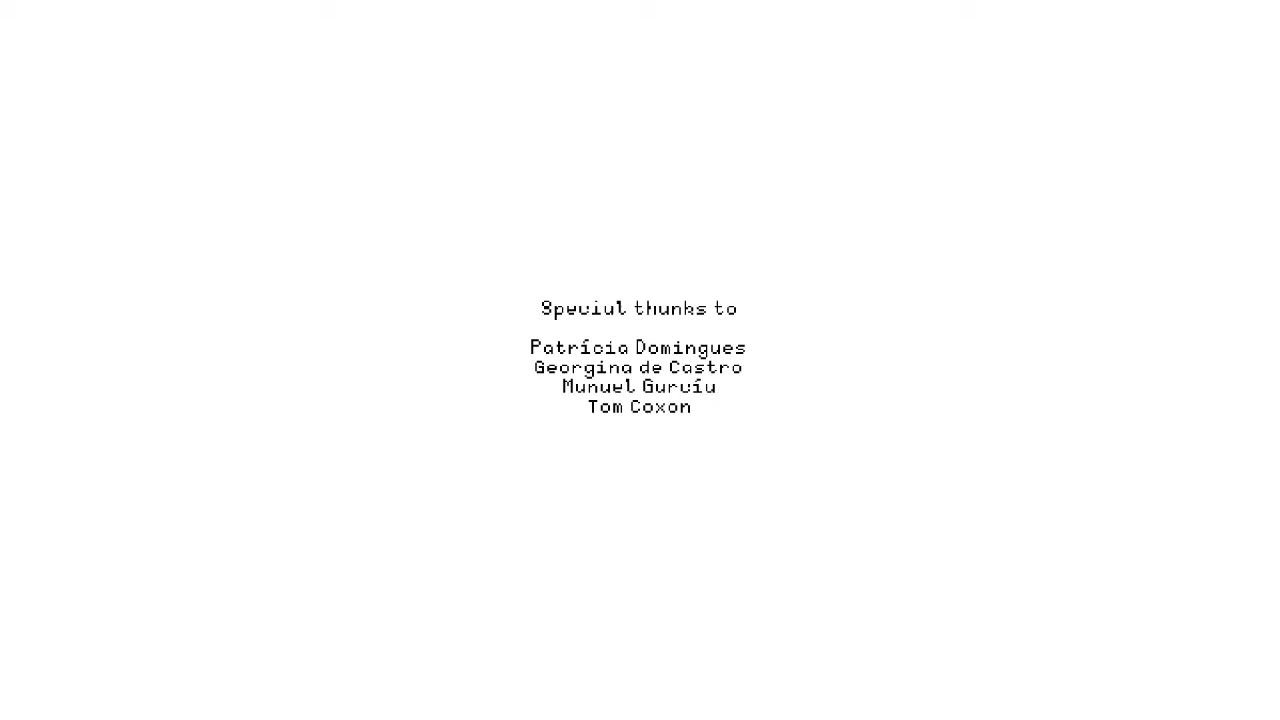 Special thanks to
Patrícia Domingues
Georgina de Castro
Manuel García
Tom Coxon